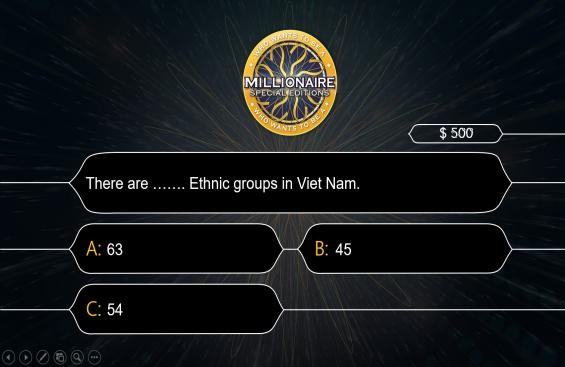 WHO WANTS TO BE A
MILLIONAIRE
SPECIAL EDITIONS
WHO WANTS TO BE A
$ 500
There are ……. Ethnic groups in Viet Nam.
A: 63
B: 45
C: 54